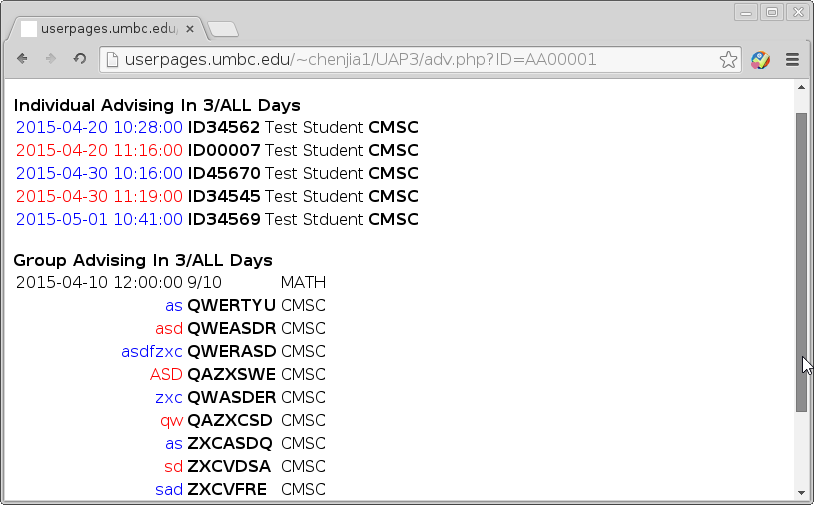 userpages.umbc.edu/
userpages.umbc.edu/~chenjia1/UAP3/adv.php?ID=AA00001
Individual Advising In 3/ALL Days
2015-04-20 10:28:00 ID34562 Test Student CMSC
2015-04-20 11:16:00 ID00007 Test Student CMSC
2015-04-30 10:16:00 ID45670 Test Student CMSC
2015-04-30 11:19:00 ID34545 Test Student CMSC
2015-05-01 10:41:00 ID34569 Test Stduent CMSC
Group Advising In 3/ALL Days
2015-04-10 12:00:00 9/10 MATH
as QWERTYU CMSC
asd QWEASDR CMSC
asdfzxc QWERASD CMSC
ASD QAZXSWE CMSC
zxc QWASDER CMSC
qw QAZXCSD CMSC
as ZXCASDQ CMSC
sd ZXCVDSA CMSC
sad ZXCVFRE CMSC